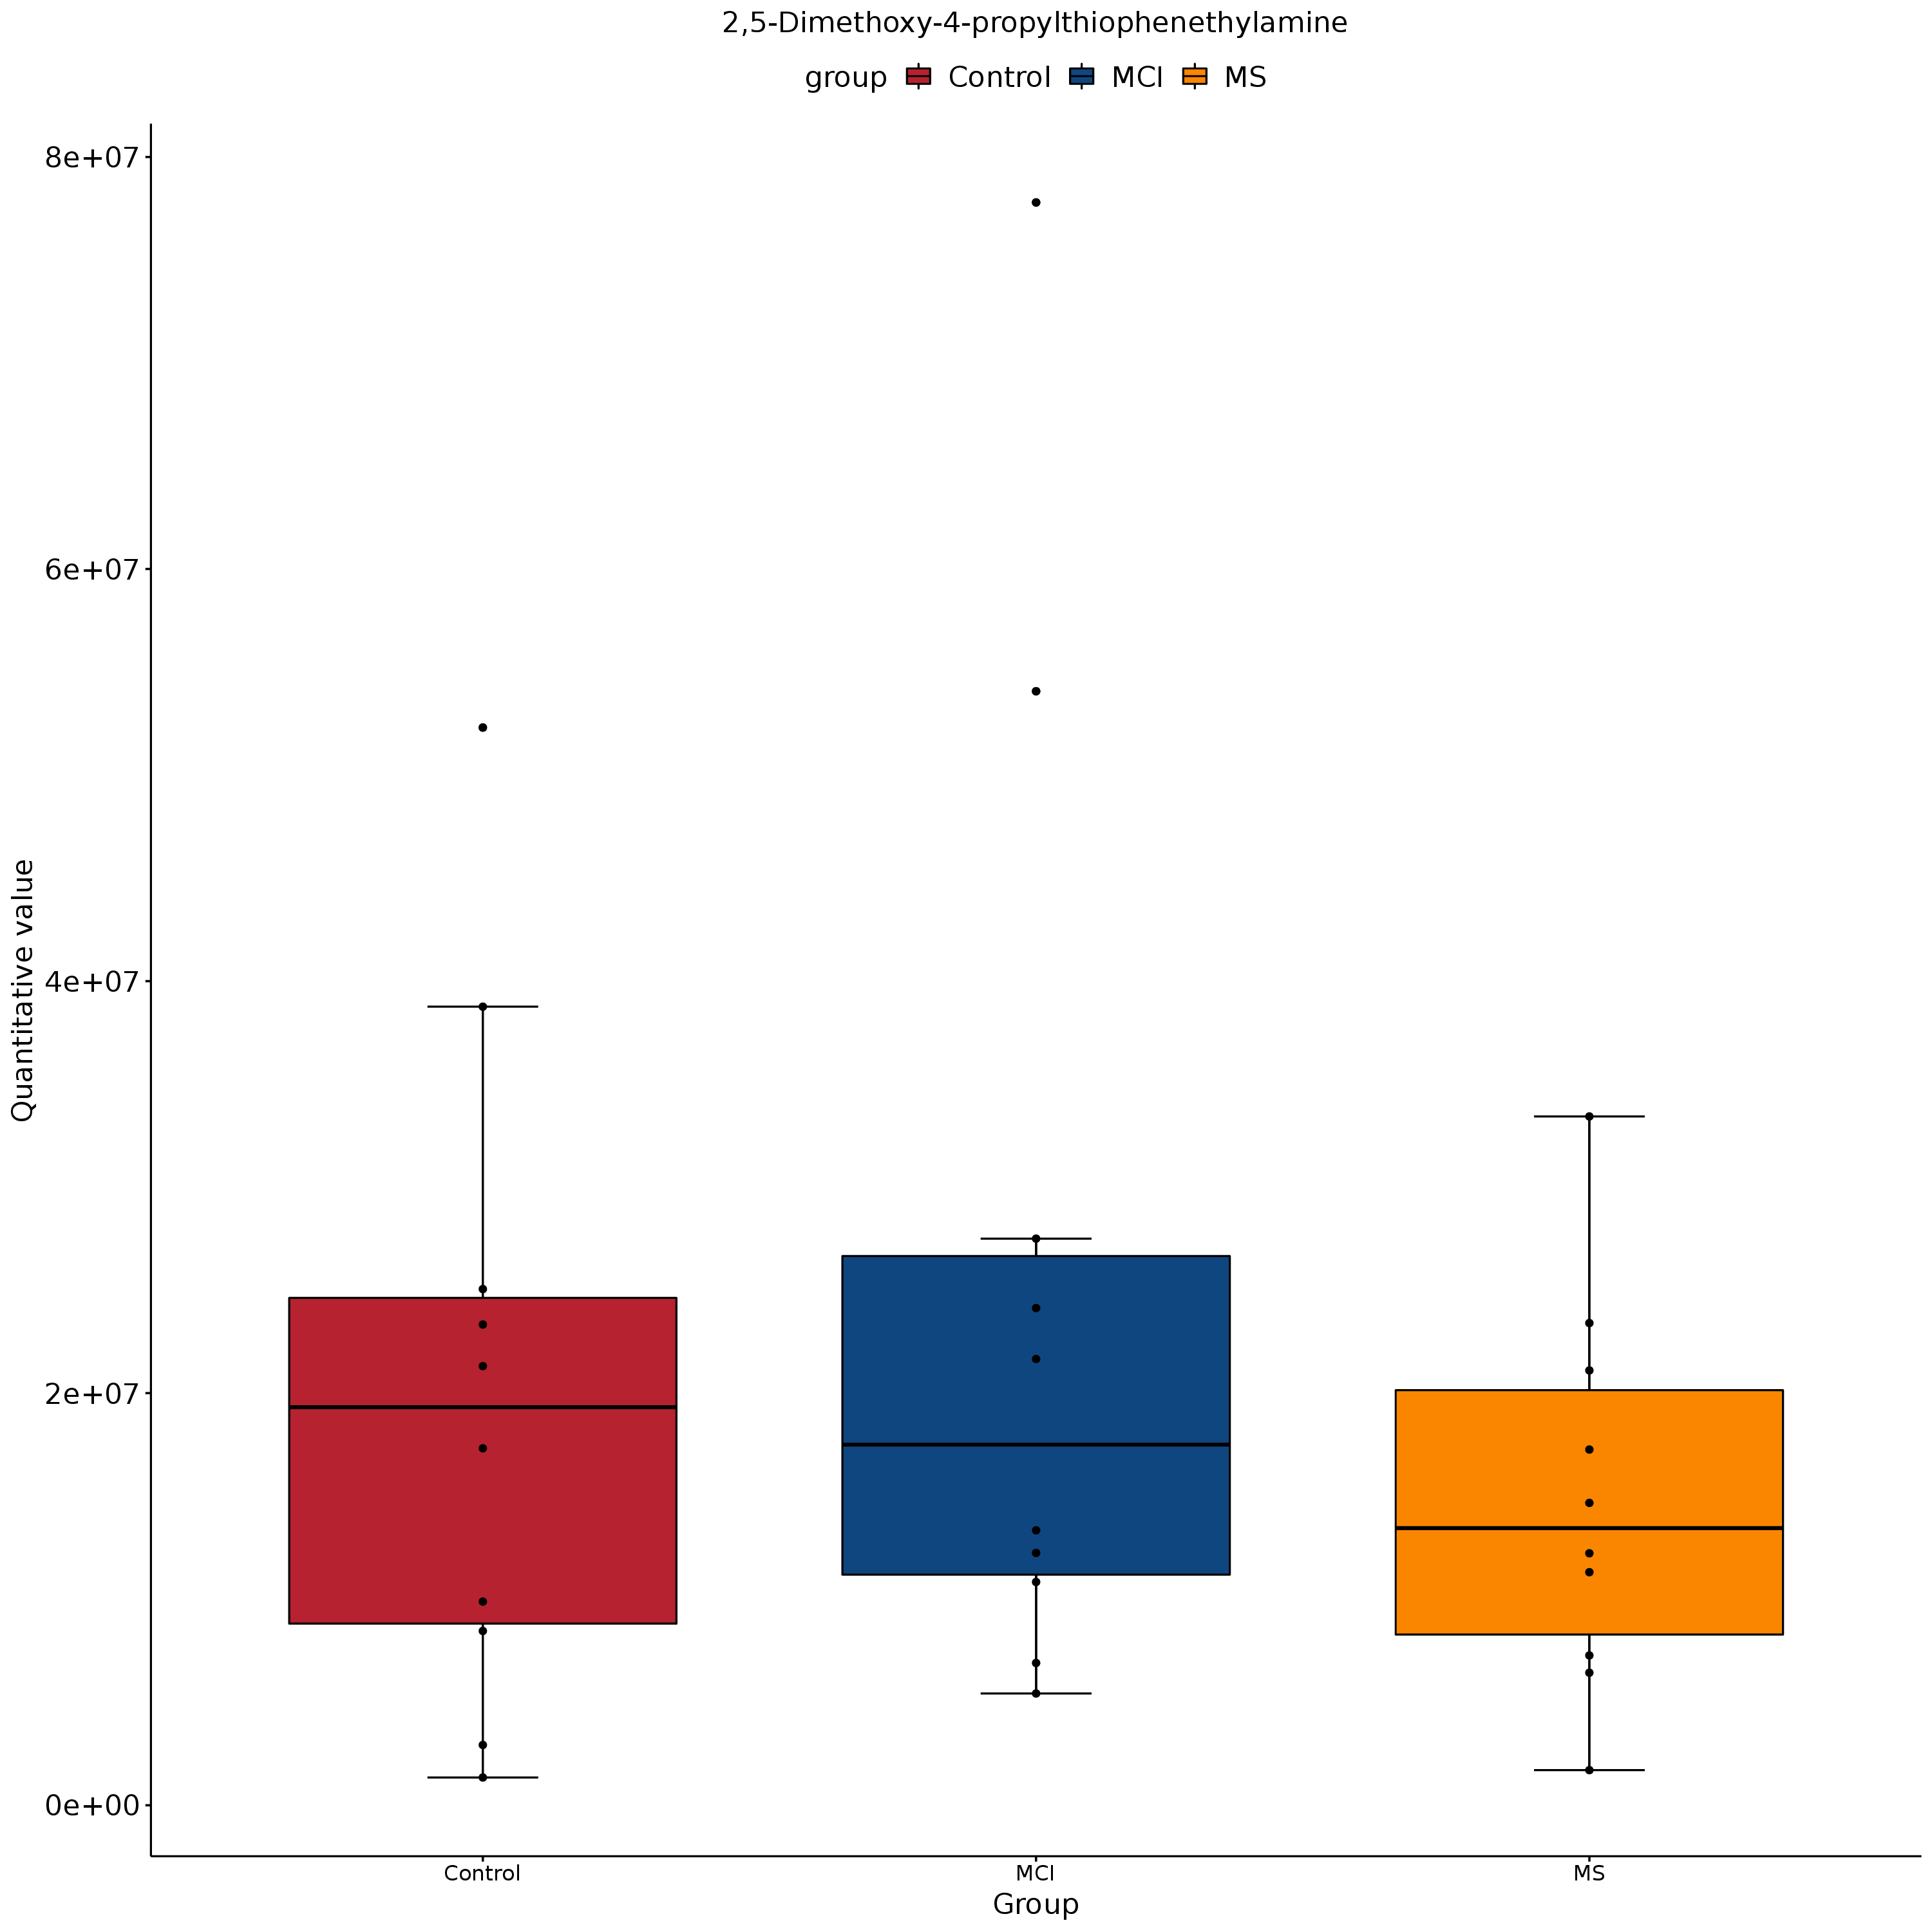 2,5-Dimethoxy-4-propylthiophenethylamine
group Control MCI MS
8e+07
6e+07
4e+07
2e+07
0e+00
Quantitative value
Control MCI MS
Group